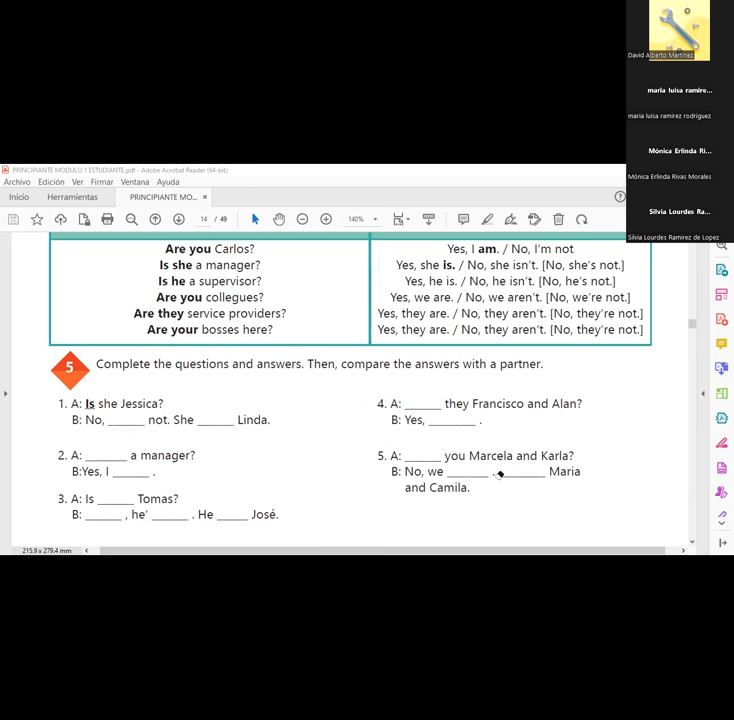 David Alberto Martinez
maria luisa ramire...
maria luisa ramirez rodriguez
Mónica Erlinda Ri...
Mónica Erlinda Rivas Morales
Silvia Lourdes Ra...
Silvia Lourdes Ramirez de Lopez
PRINCIPIANTE MODULO 1 ESTUDIANTE.pdf - Adobe Acrobat Reader (64-bit)
Archivo Edición Ver Firmar Ventana Ayuda
Inicio Herramientas PRINCIPIANTE MO... ×
14 / 49 140%
Are you Carlos? Yes, I am. / No, I'm not
Is she a manager? Yes, she is. / No, she isn't. [No, she's not.]
Is he a supervisor? Yes, he is. / No, he isn't. [No, he's not.]
Are you collegues? Yes, we are. / No, we aren't. [No, we're not.]
Are they service providers? Yes, they are. / No, they aren't. [No, they're not.]
Are your bosses here? Yes, they are. / No, they aren't. [No, they're not.]
5 Complete the questions and answers. Then, compare the answers with a partner.
1. A: Is she Jessica?
B: No, ______ not. She ______ Linda.
2. A: _______ a manager?
B:Yes, I ______ .
3. A: Is ______ Tomas?
B: ______ , he' ______ . He _____ José.
4. A: ______ they Francisco and Alan?
B: Yes, ________ .
5. A: ______ you Marcela and Karla?
B: No, we _______ . ________ Maria
and Camila.
215.9 x 279.4 mm